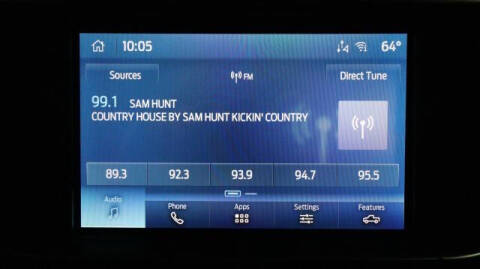 10:05 64°
Sources FM Direct Tune
99.1 SAM HUNT
COUNTRY HOUSE BY SAM HUNT KICKIN' COUNTRY
89.3 92.3 93.9 94.7 95.5
Audio Phone Apps Settings Features